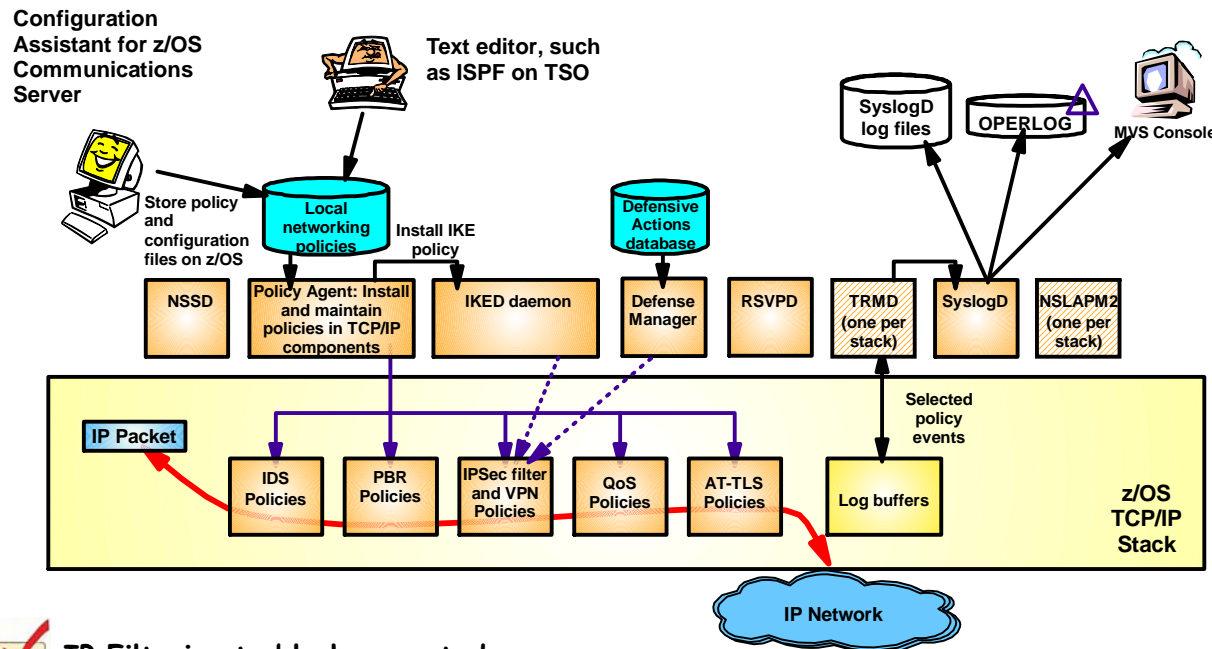 Configuration
Assistant for z/OS
Communications
Server
Text editor, such
as ISPF on TSO
SyslogD
log files
OPERLOG
MVS Console
Store policy
and
configuration
files on z/OS
Local
networking
policies
Install IKE
policy
Defensive
Actions
database
NSSD
Policy Agent: Install
and maintain
policies in TCP/IP
components
IKED daemon
Defense
Manager
RSVPD
TRMD
(one per
stack)
SyslogD
NSLAPM2
(one per
stack)
Selected
policy
events
IP Packet
IDS
Policies
PBR
Policies
IPSec filter
and VPN
Policies
QoS
Policies
AT-TLS
Policies
Log buffers
z/OS
TCP/IP
Stack
IP Network